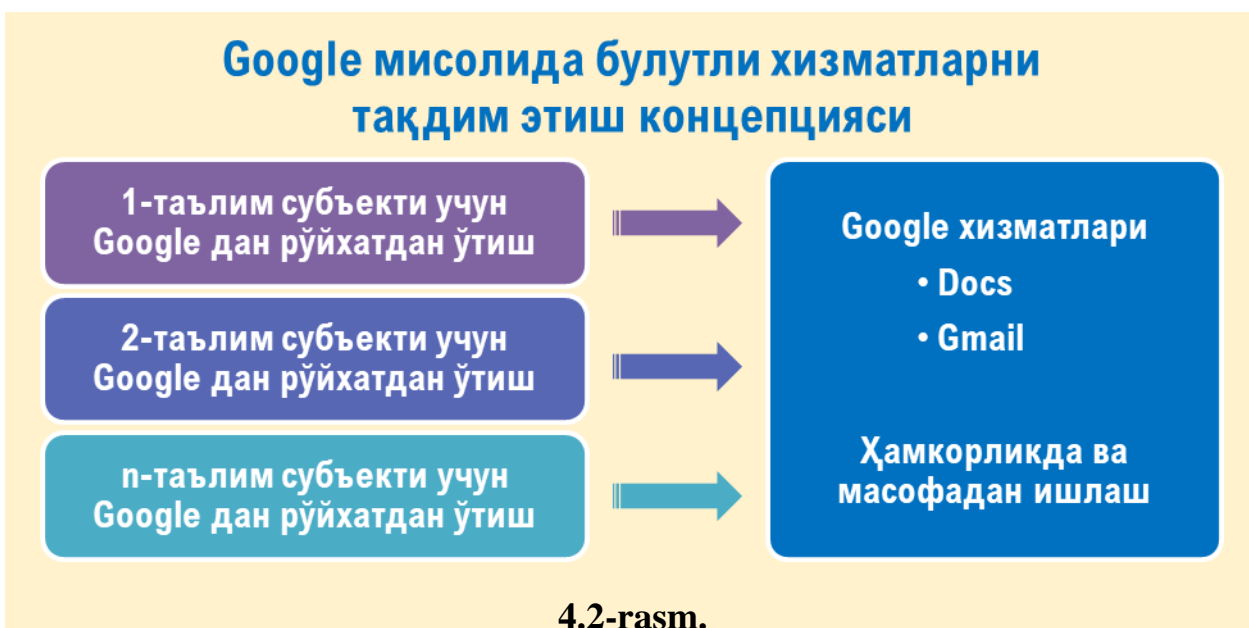 Google мисолида булутли хизматларни
тақдим этиш концепцияси
1-таълим субъекти учун
Google дан рўйхатдан ўтиш
2-таълим субъекти учун
Google дан рўйхатдан ўтиш
n-таълим субъекти учун
Google дан рўйхатдан ўтиш
Google хизматлари
• Docs
• Gmail
Ҳамкорликда ва
масофадан ишлаш
4.2-rasm.